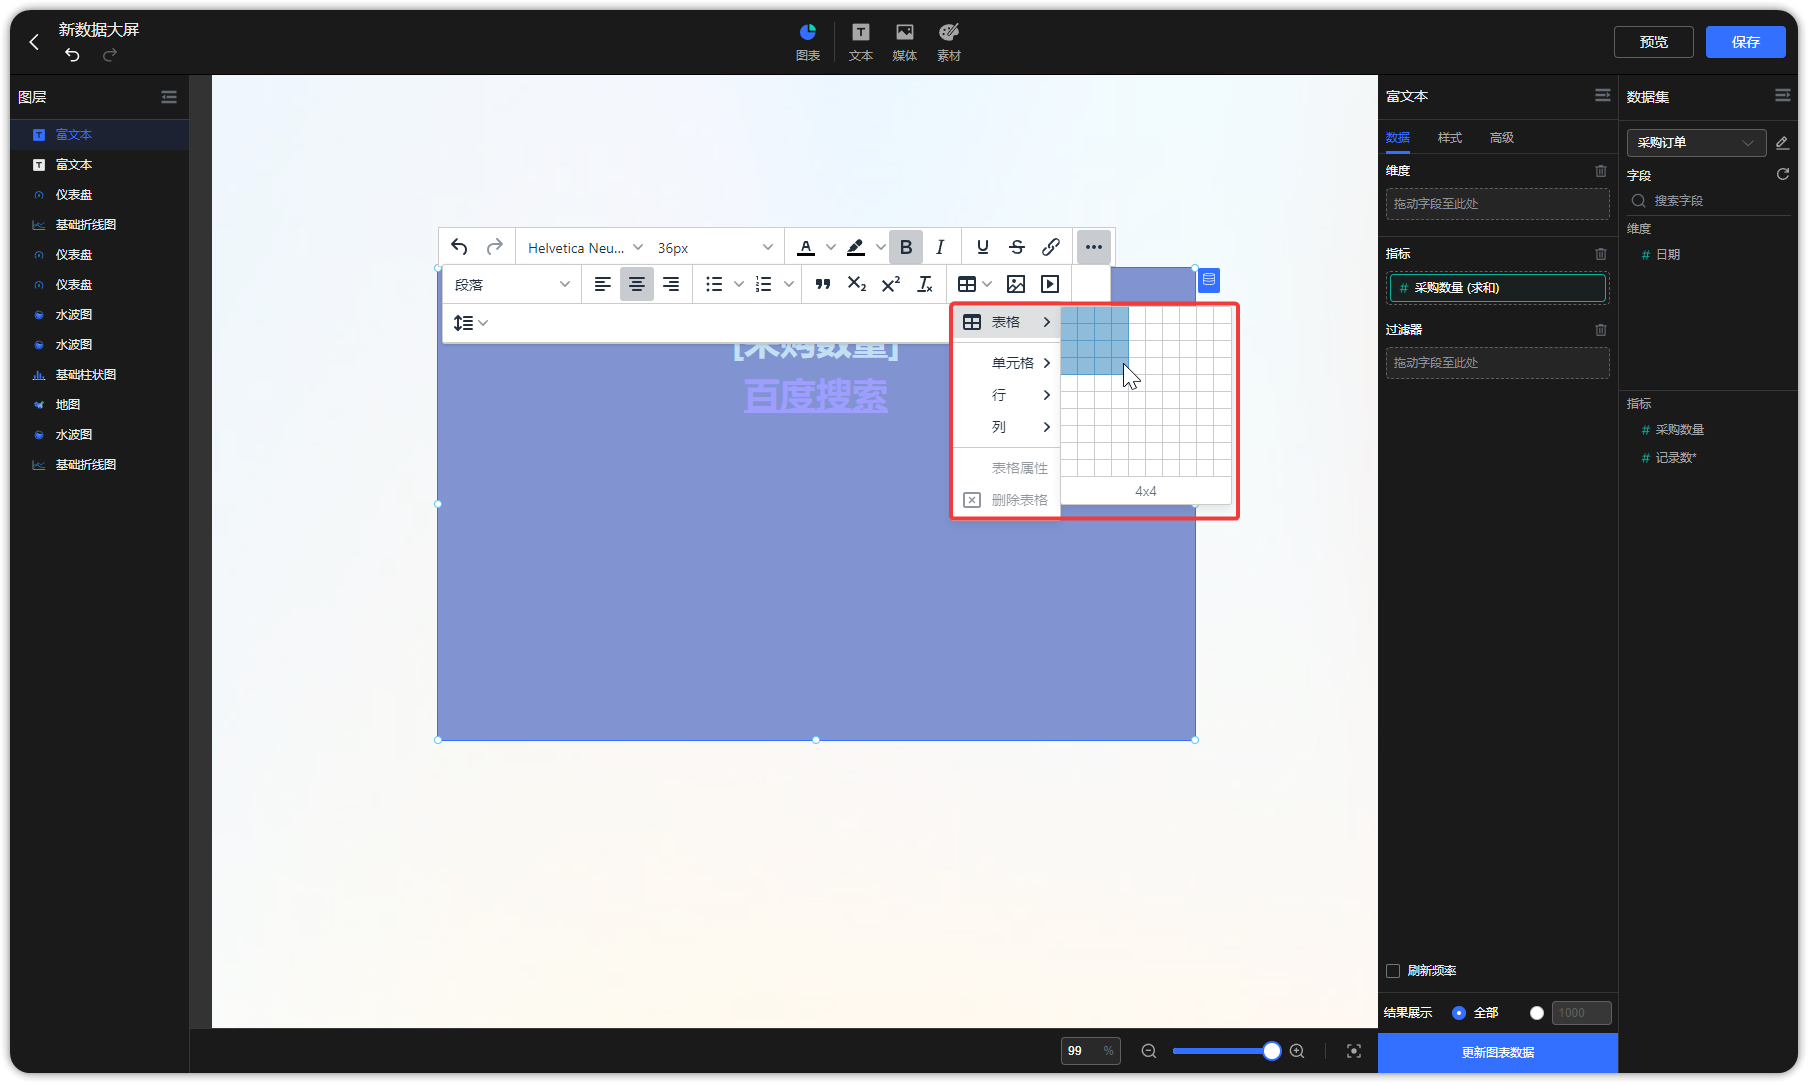 新数据大屏
图表
文本
媒体
素材
预览
保存
图层
富文本
富文本
仪表盘
基础折线图
仪表盘
仪表盘
水波图
水波图
基础柱状图
地图
水波图
基础折线图
Helvetica Neu...
36px
段落
[采购数量]
百度搜索
表格
单元格
行
列
表格属性
删除表格
4x4
99 %
富文本
数据 样式 高级
维度
拖动字段至此处
指标
# 采购数量 (求和)
过滤器
拖动字段至此处
刷新频率
结果展示 全部 1000
更新图表数据
数据集
采购订单
字段
搜索字段
维度
# 日期
指标
# 采购数量
# 记录数*